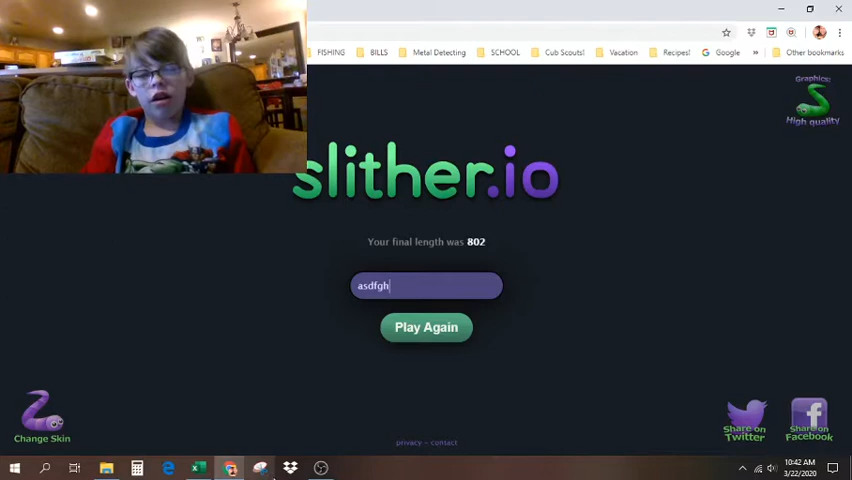 FISHING BILLS Metal Detecting SCHOOL Cub Scouts! Vacation Recipes! Google » Other bookmarks
Graphics:
High quality
slither.io
Your final length was 802
asdfgh
Play Again
Change Skin
Share on
Twitter
Share on
Facebook
privacy - contact
10:42 AM
3/22/2020